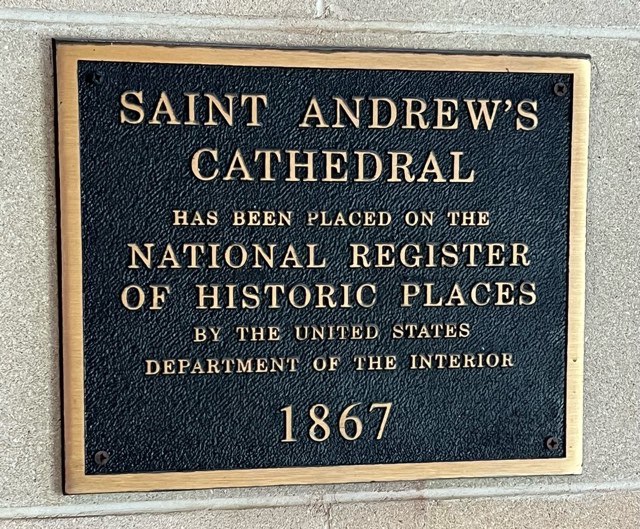 SAINT ANDREW'S
CATHEDRAL
HAS BEEN PLACED ON THE
NATIONAL REGISTER
OF HISTORIC PLACES
BY THE UNITED STATES
DEPARTMENT OF THE INTERIOR
1867